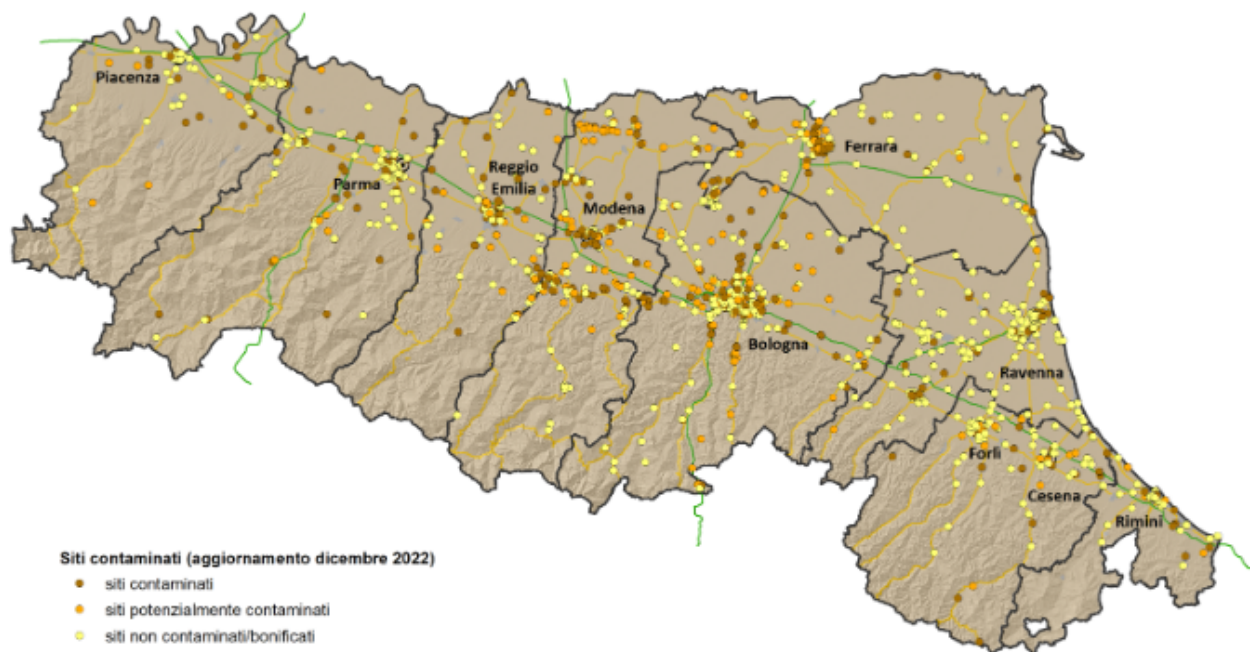 Piacenza
Parma
Reggio
Emilia
Modena
Ferrara
Bologna
Ravenna
Forlì
Cesena
Rimini
Siti contaminati (aggiornamento dicembre 2022)
siti contaminati
siti potenzialmente contaminati
siti non contaminati/bonificati